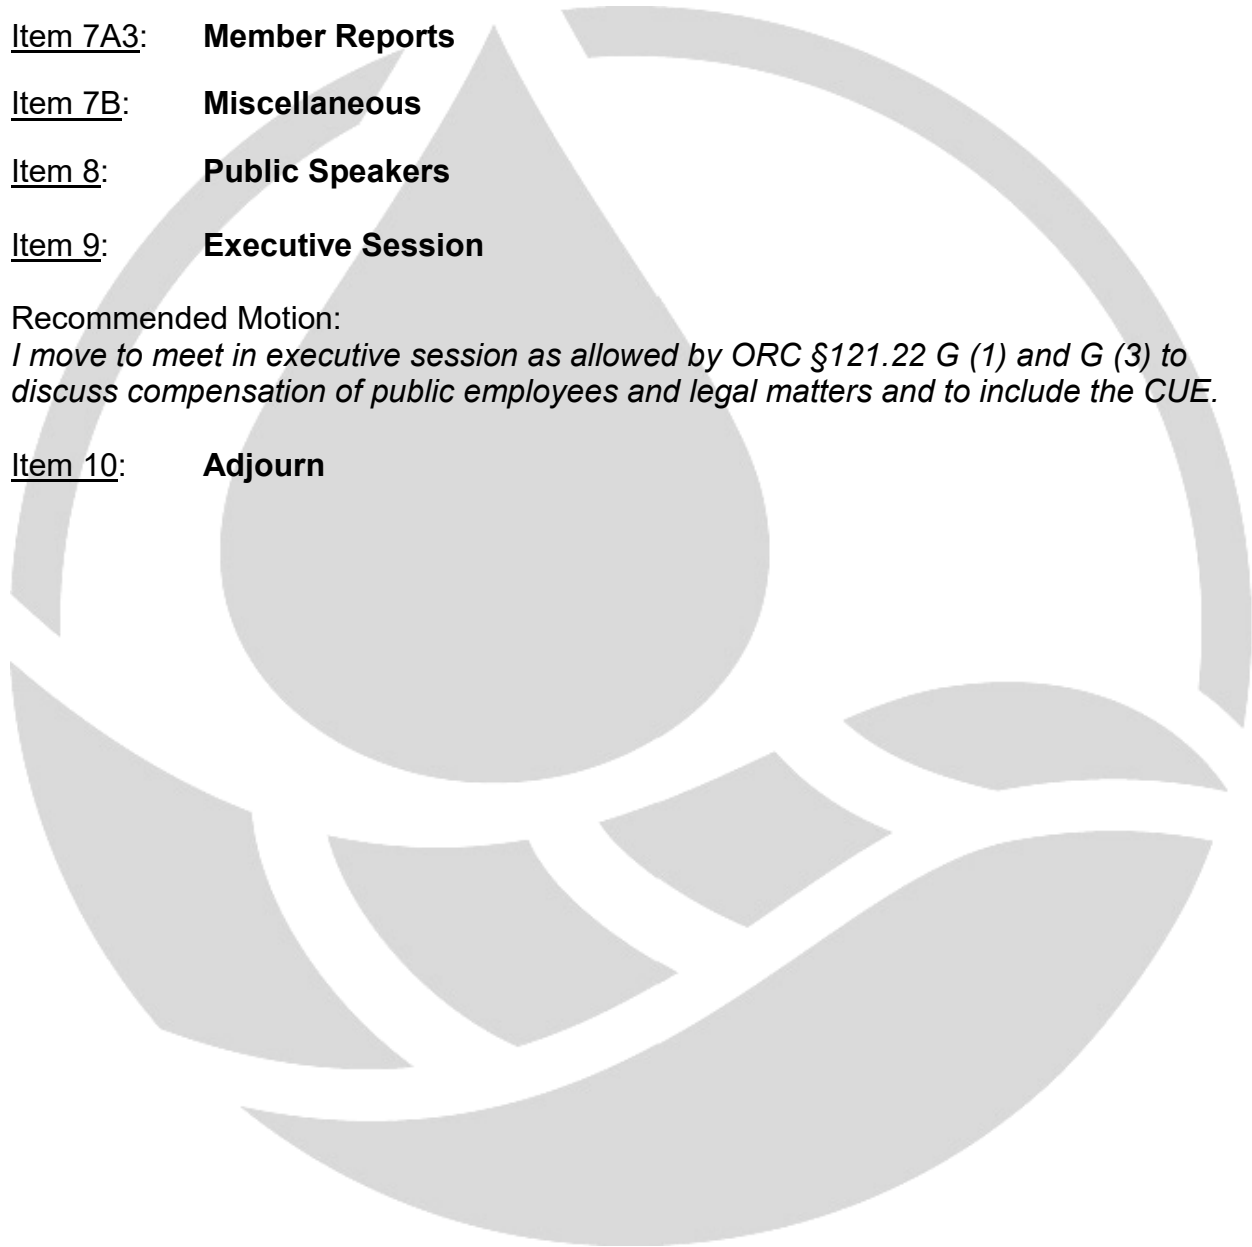 Item 7A3: Member Reports
Item 7B: Miscellaneous
Item 8: Public Speakers
Item 9: Executive Session
Recommended Motion:
I move to meet in executive session as allowed by ORC §121.22 G (1) and G (3) to
discuss compensation of public employees and legal matters and to include the CUE.
Item 10: Adjourn